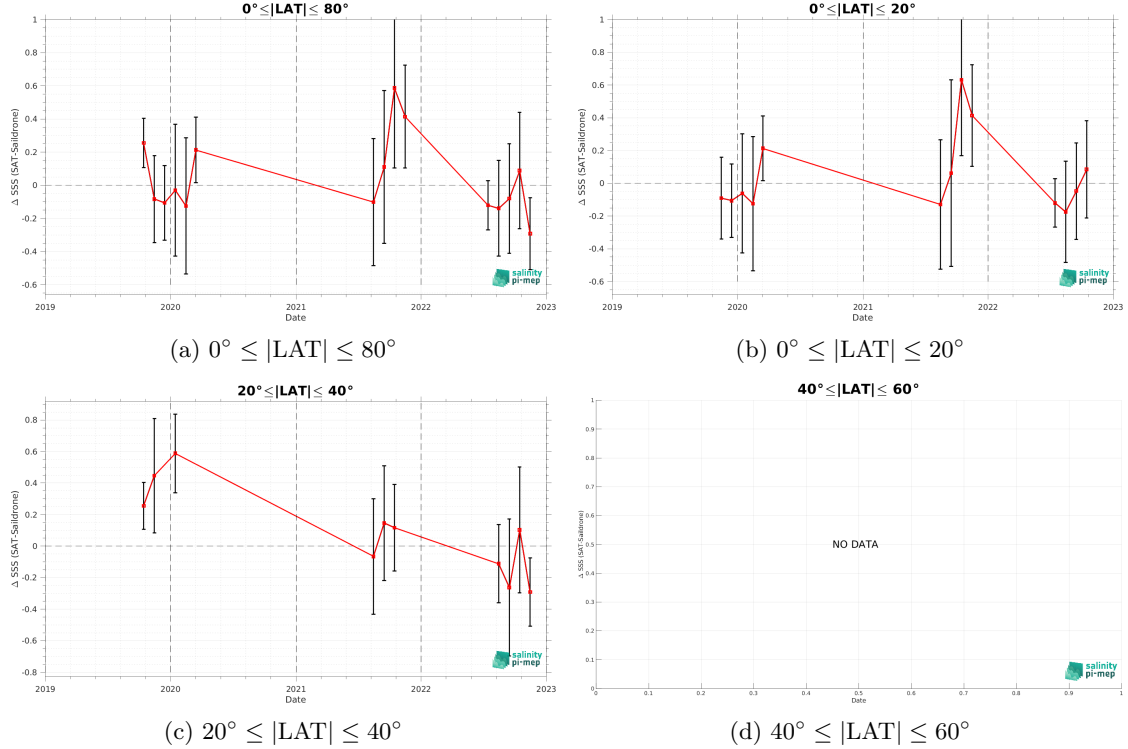 0°≤|LAT|≤ 80°
Δ SSS (SAT-Saildrone)
1
0.8
0.6
0.4
0.2
0
-0.2
-0.4
-0.6
2019 2020 2021 2022 2023
Date
salinity
pi-mep
(a) 0° ≤ |LAT| ≤ 80°
0°≤|LAT|≤ 20°
Δ SSS (SAT-Saildrone)
1
0.8
0.6
0.4
0.2
0
-0.2
-0.4
-0.6
2019 2020 2021 2022 2023
Date
salinity
pi-mep
(b) 0° ≤ |LAT| ≤ 20°
20°≤|LAT|≤ 40°
Δ SSS (SAT-Saildrone)
0.8
0.6
0.4
0.2
0
-0.2
-0.4
-0.6
-0.8
2019 2020 2021 2022 2023
Date
salinity
pi-mep
(c) 20° ≤ |LAT| ≤ 40°
40°≤|LAT|≤ 60°
Δ SSS (SAT-Saildrone)
1
0.9
0.8
0.7
0.6
0.5
0.4
0.3
0.2
0.1
0
NO DATA
0 0.1 0.2 0.3 0.4 0.5 0.6 0.7 0.8 0.9 1
Date
salinity
pi-mep
(d) 40° ≤ |LAT| ≤ 60°